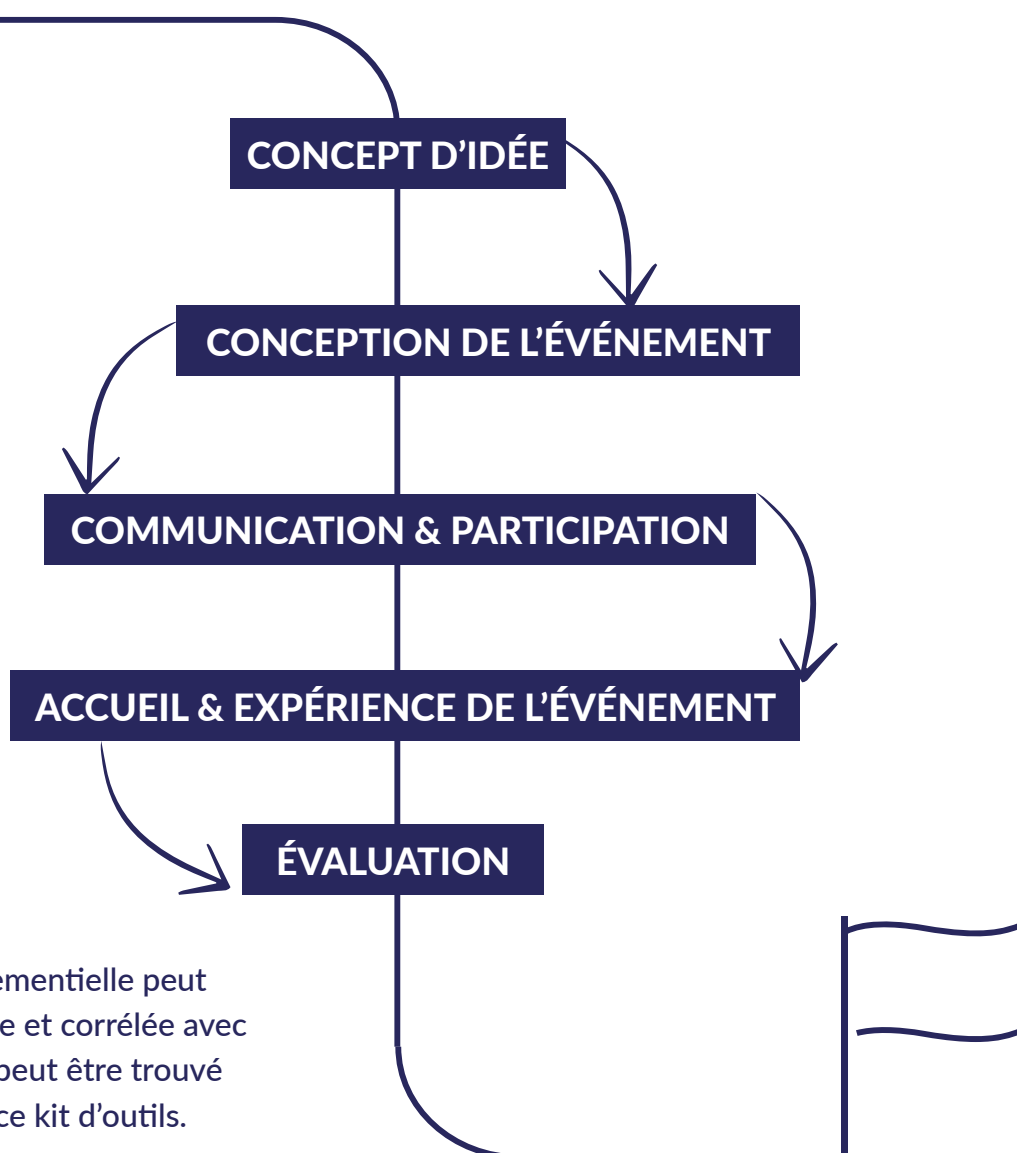 CONCEPT D’IDÉE
CONCEPTION DE L’ÉVÉNEMENT
COMMUNICATION & PARTICIPATION
ACCUEIL & EXPÉRIENCE DE L’ÉVÉNEMENT
ÉVALUATION
ementielle peut
e et corrélée avec
peut être trouvé
ce kit d’outils.